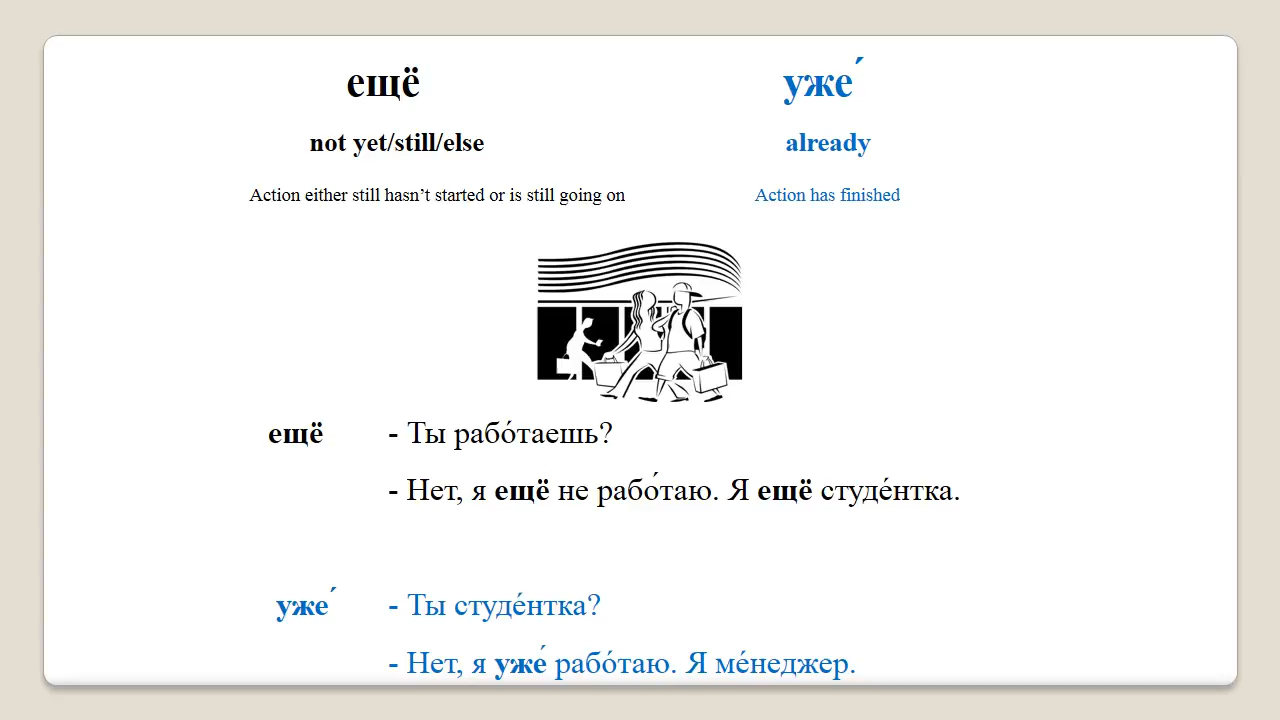 ещё
уже́
not yet/still/else
already
Action either still hasn’t started or is still going on
Action has finished
ещё - Ты рабо́таешь?
- Нет, я ещё не рабо́таю. Я ещё студе́нтка.
уже́ - Ты студе́нтка?
- Нет, я уже́ рабо́таю. Я ме́неджер.